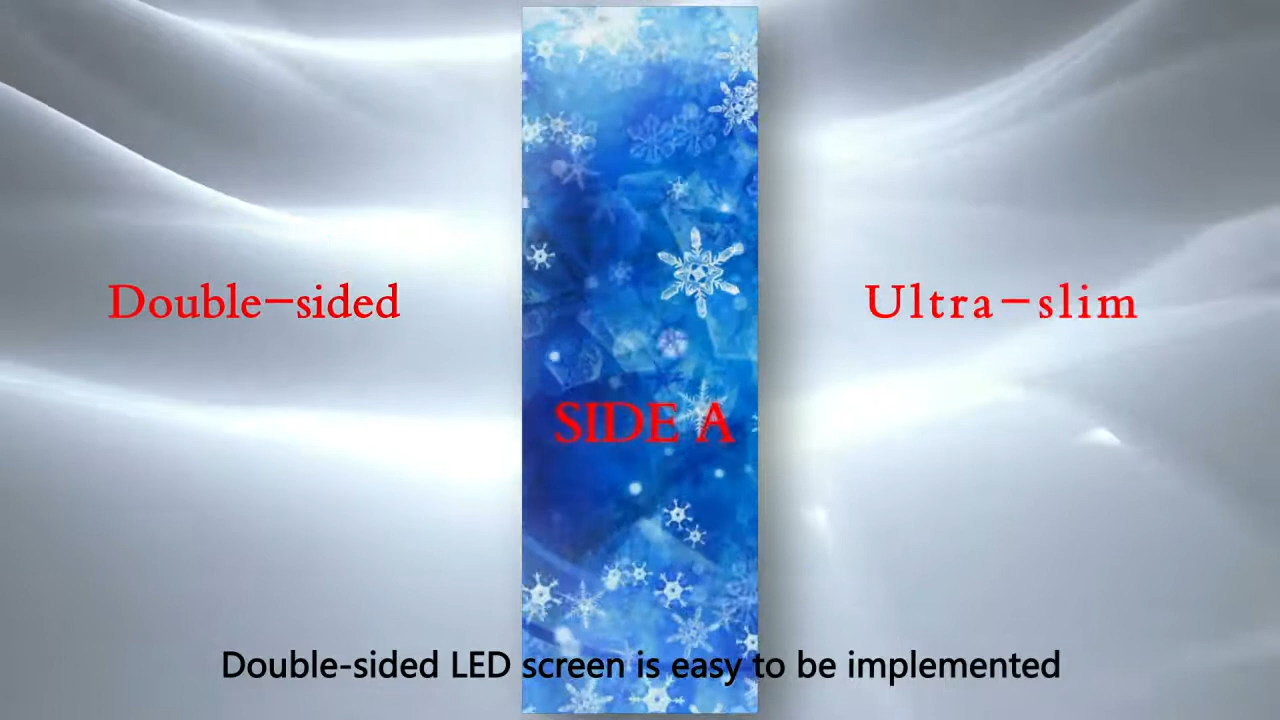 Double-sided
Ultra-slim
SIDE A
Double-sided LED screen is easy to be implemented